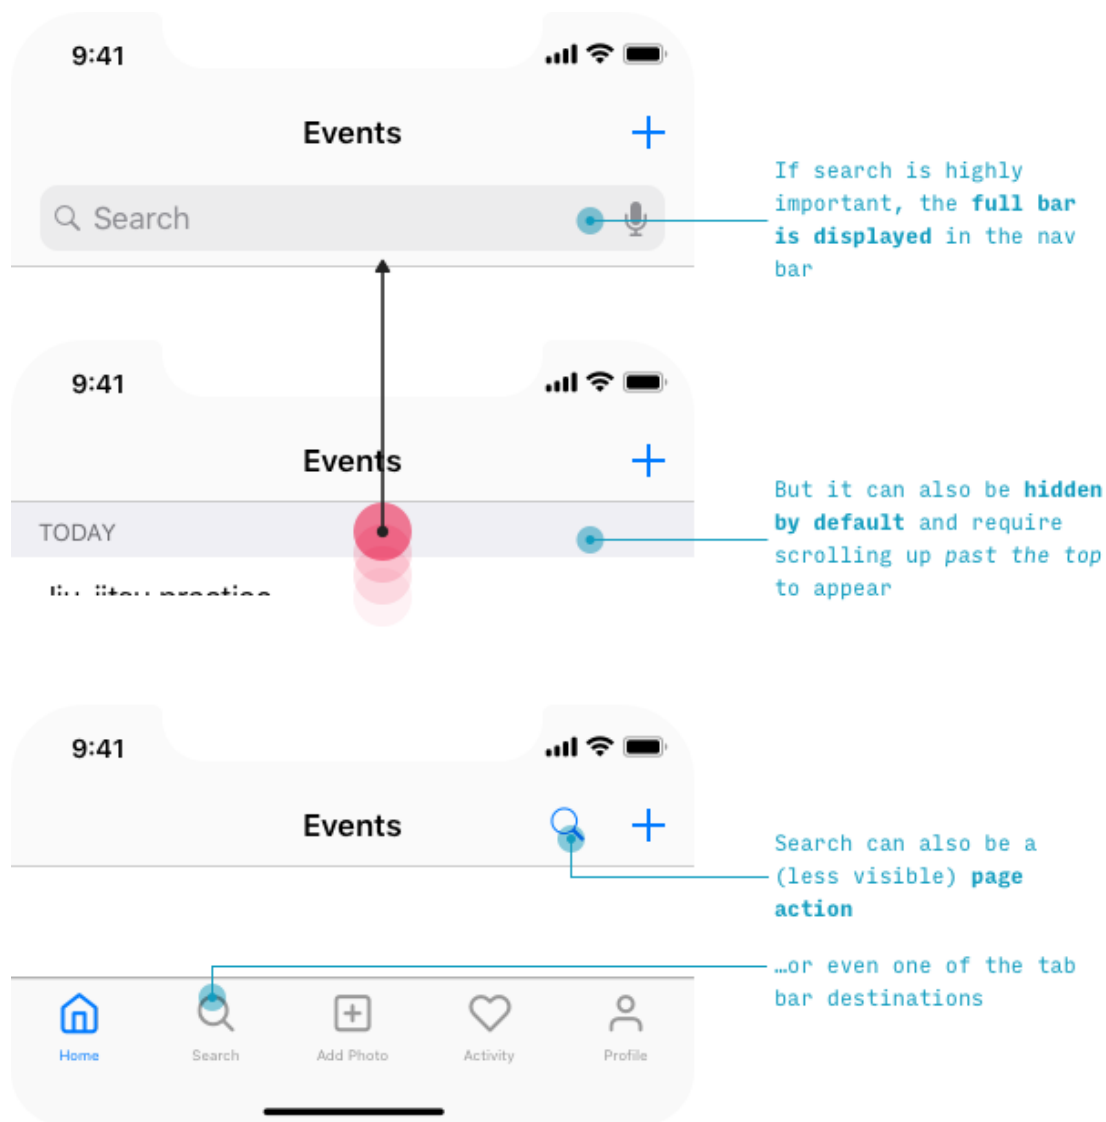 9:41
Events
Search
If search is highly
important, the full bar
is displayed in the nav
bar
9:41
Events
TODAY
Jiu-jitsu practice
But it can also be hidden
by default and require
scrolling up past the top
to appear
9:41
Events
Search can also be a
(less visible) page
action
…or even one of the tab
bar destinations
Home
Search
Add Photo
Activity
Profile